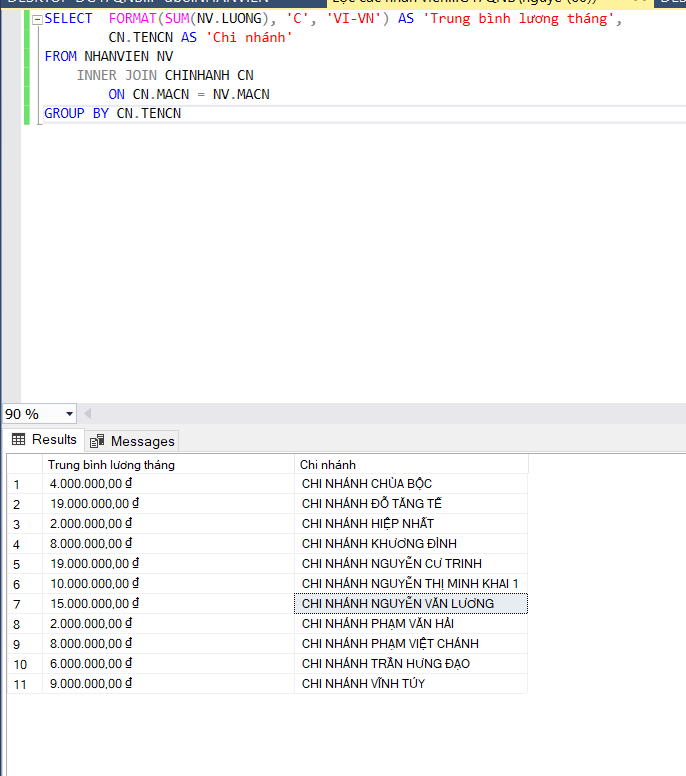 SELECT  FORMAT(SUM(NV.LUONG), 'C', 'VI-VN') AS 'Trung bình lương tháng',
CN.TENCN AS 'Chi nhánh'
FROM NHANVIEN NV
INNER JOIN CHINHANH CN
ON CN.MACN = NV.MACN
GROUP BY CN.TENCN
90 %
Results Messages
Trung bình lương tháng Chi nhánh
1 4.000.000,00 ₫ CHI NHÁNH CHÙA BỘC
2 19.000.000,00 ₫ CHI NHÁNH ĐỖ TĂNG TẾ
3 2.000.000,00 ₫ CHI NHÁNH HIỆP NHẤT
4 8.000.000,00 ₫ CHI NHÁNH KHƯƠNG ĐÌNH
5 19.000.000,00 ₫ CHI NHÁNH NGUYỄN CƯ TRINH
6 10.000.000,00 ₫ CHI NHÁNH NGUYỄN THỊ MINH KHAI 1
7 15.000.000,00 ₫ CHI NHÁNH NGUYỄN VĂN LƯƠNG
8 2.000.000,00 ₫ CHI NHÁNH PHẠM VĂN HẢI
9 8.000.000,00 ₫ CHI NHÁNH PHẠM VIỆT CHÁNH
10 6.000.000,00 ₫ CHI NHÁNH TRẦN HƯNG ĐẠO
11 9.000.000,00 ₫ CHI NHÁNH VĨNH TÚY